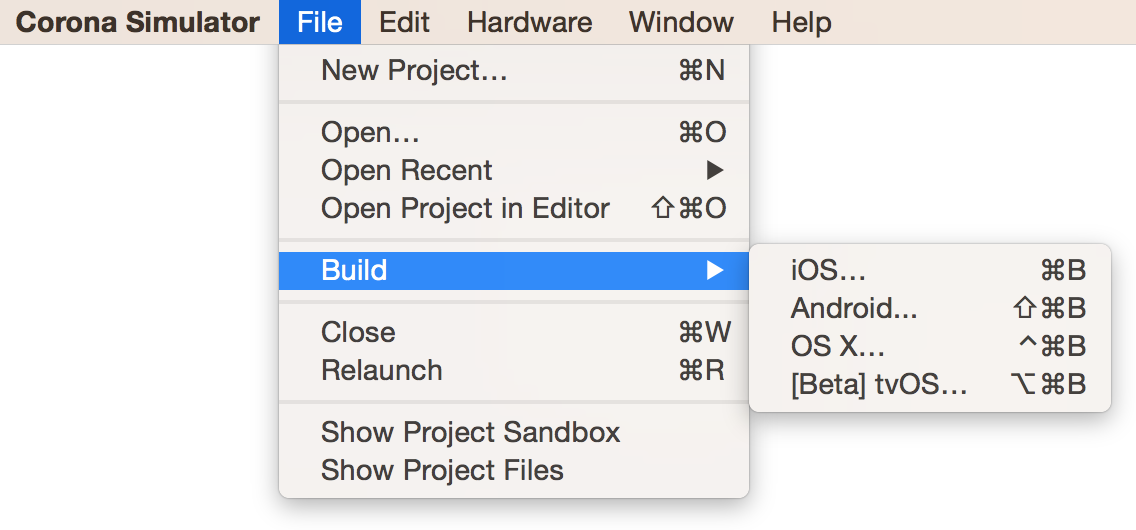 Corona Simulator File Edit Hardware Window Help
New Project… ⌘N
Open… ⌘O
Open Recent ▶
Open Project in Editor ⇧⌘O
Build ▶
iOS… ⌘B
Android… ⇧⌘B
OS X… ^⌘B
[Beta] tvOS… ⌥⌘B
Close ⌘W
Relaunch ⌘R
Show Project Sandbox
Show Project Files